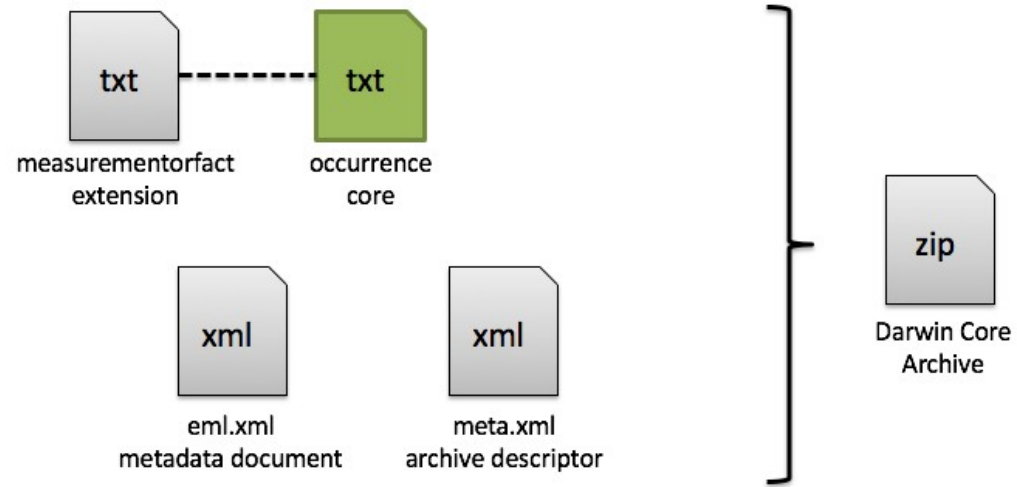 txt
txt
measurementorfact
extension
occurrence
core
zip
Darwin Core
Archive
xml
xml
eml.xml
metadata document
meta.xml
archive descriptor